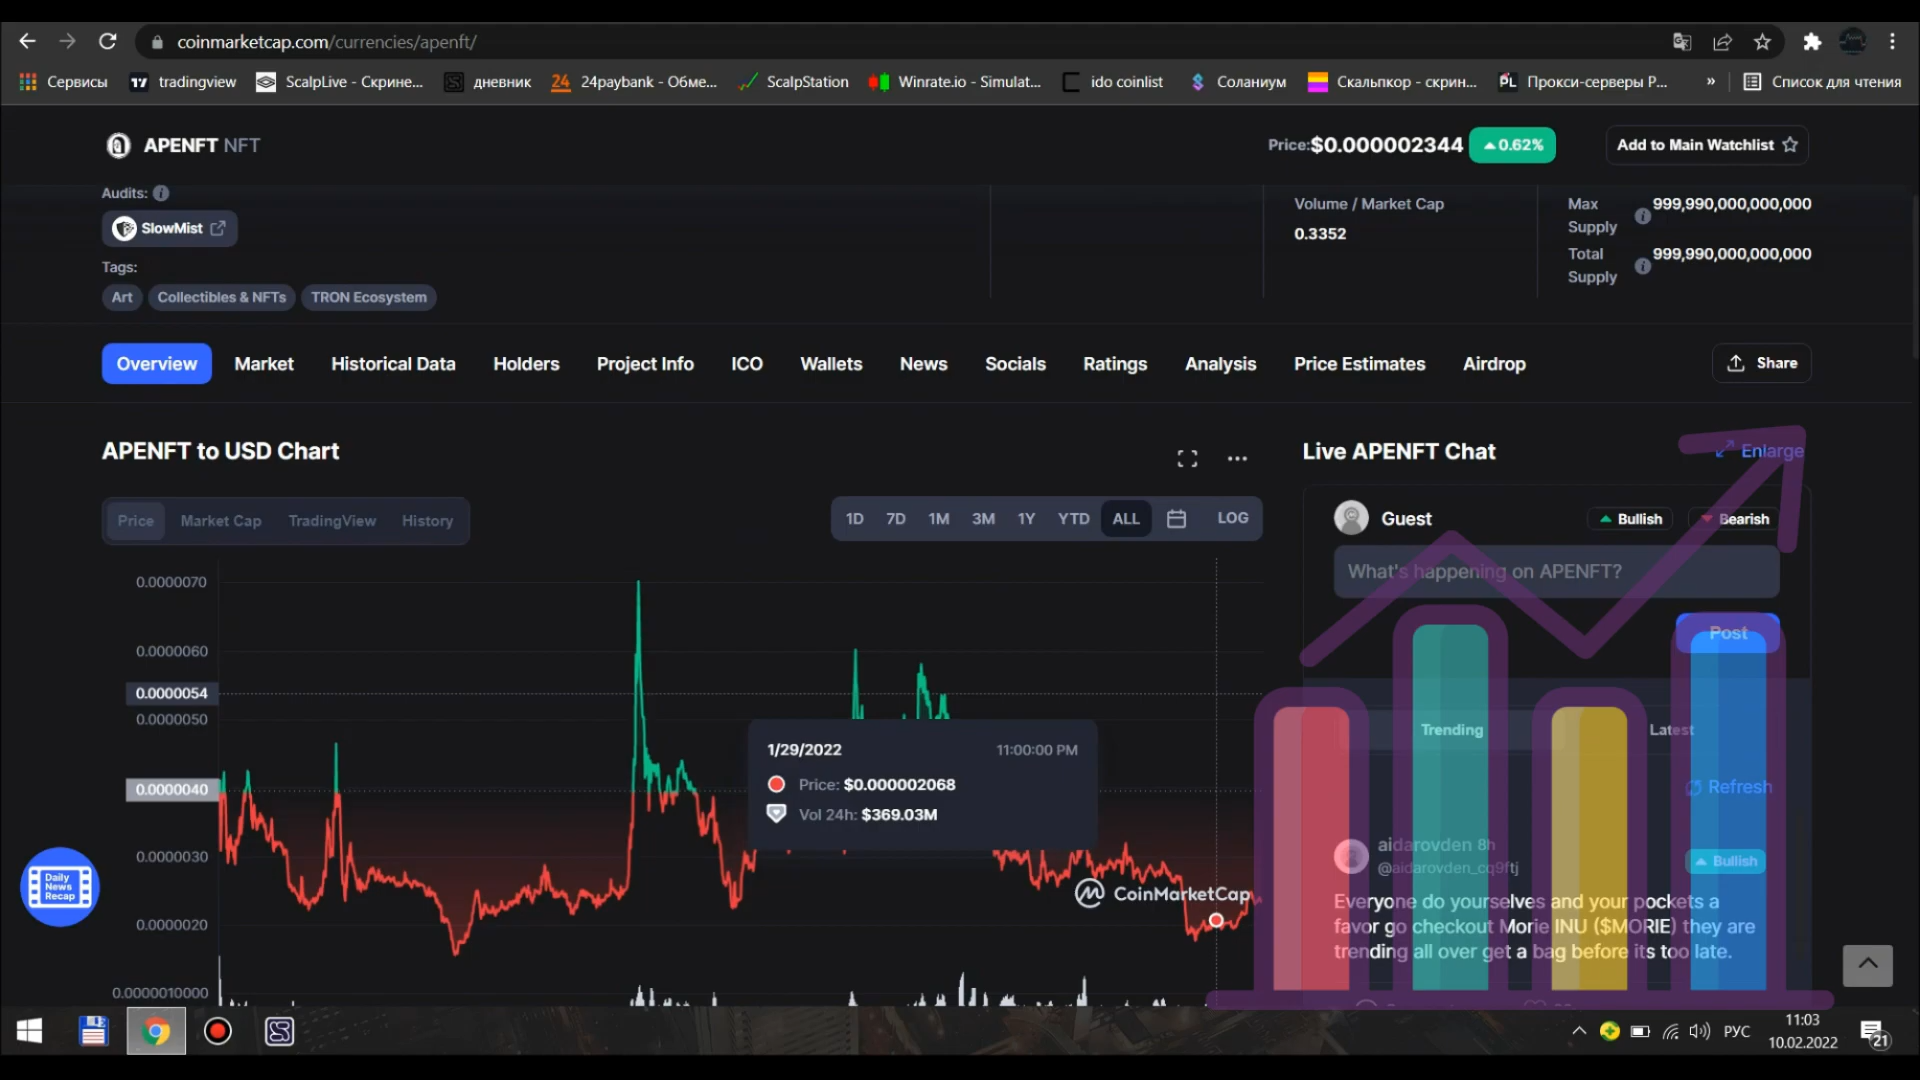 coinmarketcap.com/currencies/apenft/
Сервисы tradingview ScalpLive - Скрине... дневник 24paybank - Обме... ScalpStation Winrate.io - Simulat... ido coinlist Соланиум Скальпкор - скрин... Прокси-серверы P... » Список для чтения
APENFT NFT
Price:$0.000002344 0.62% Add to Main Watchlist
Audits:
SlowMist
Tags:
Art Collectibles & NFTs TRON Ecosystem
Volume / Market Cap
0.3352
Max Supply 999,990,000,000,000
Total Supply 999,990,000,000,000
Overview Market Historical Data Holders Project Info ICO Wallets News Socials Ratings Analysis Price Estimates Airdrop Share
APENFT to USD Chart
Price Market Cap TradingView History
1D 7D 1M 3M 1Y YTD ALL LOG
0.0000070
0.0000060
0.0000054
0.0000050
0.0000040
0.0000030
0.0000020
0.0000010000
1/29/2022 11:00:00 PM
Price: $0.000002068
Vol 24h: $369.03M
CoinMarketCap
Daily
News
Recap
Live APENFT Chat Enlarge
Guest Bullish Bearish
What's happening on APENFT?
Post
Trending Latest
Refresh
aidarovden 8h
@aidarovden_cq9ftj
Bullish
Everyone do yourselves and your pockets a
favor go checkout Morie INU ($MORIE) they are
trending all over get a bag before its too late.
РУС
11:03
10.02.2022
21